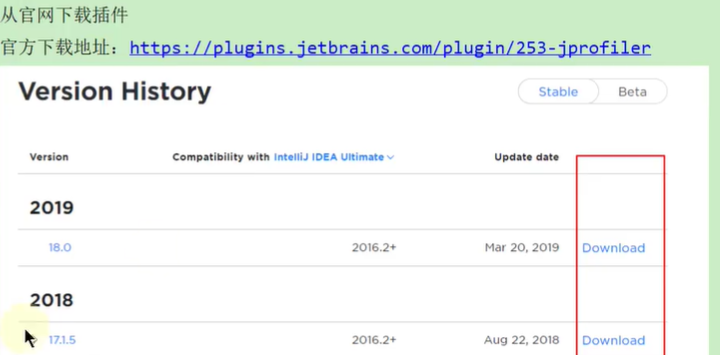 从官网下载插件
官方下载地址：https://plugins.jetbrains.com/plugin/253-jprofiler
Version History
Stable Beta
Version Compatibility with IntelliJ IDEA Ultimate Update date
2019
18.0 2016.2+ Mar 20, 2019 Download
2018
17.1.5 2016.2+ Aug 22, 2018 Download